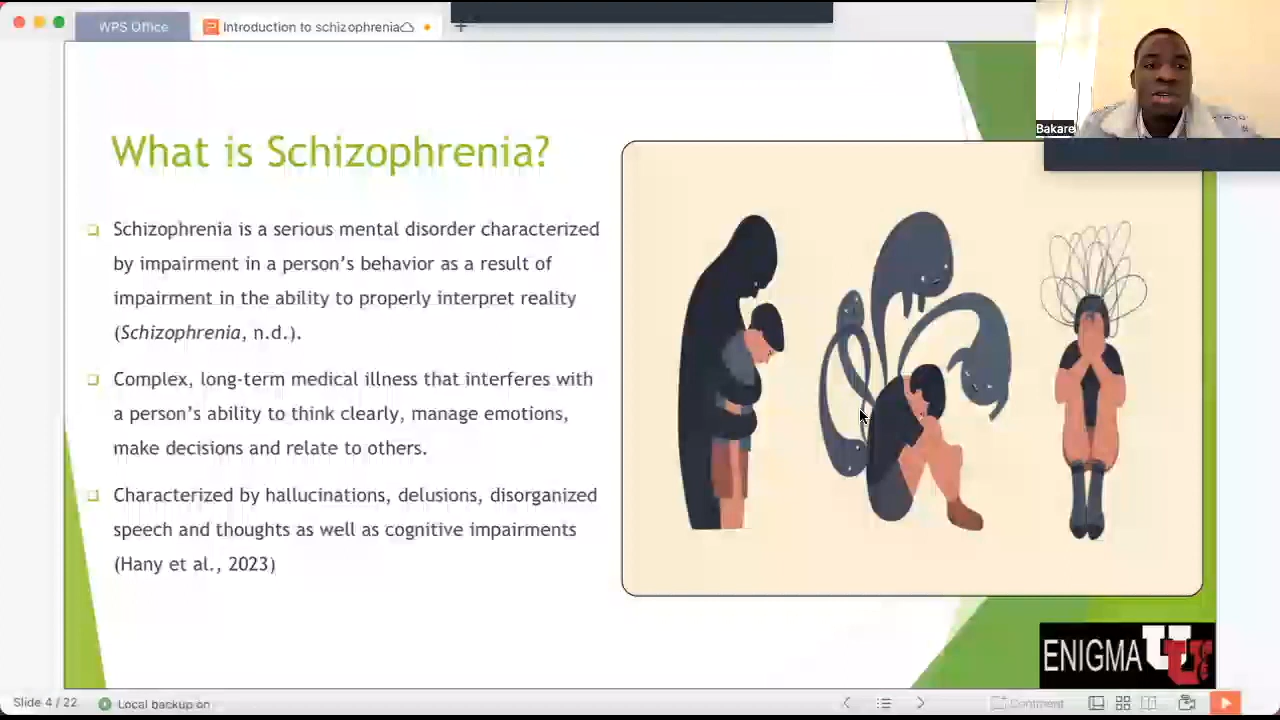 WPS Office
Introduction to schizophrenia
+
Bakare
What is Schizophrenia?
Schizophrenia is a serious mental disorder characterized
by impairment in a person's behavior as a result of
impairment in the ability to properly interpret reality
(Schizophrenia, n.d.).
Complex, long-term medical illness that interferes with
a person's ability to think clearly, manage emotions,
make decisions and relate to others.
Characterized by hallucinations, delusions, disorganized
speech and thoughts as well as cognitive impairments
(Hany et al., 2023)
ENIGMA U
Slide 4 / 22
Local backup on
Comment